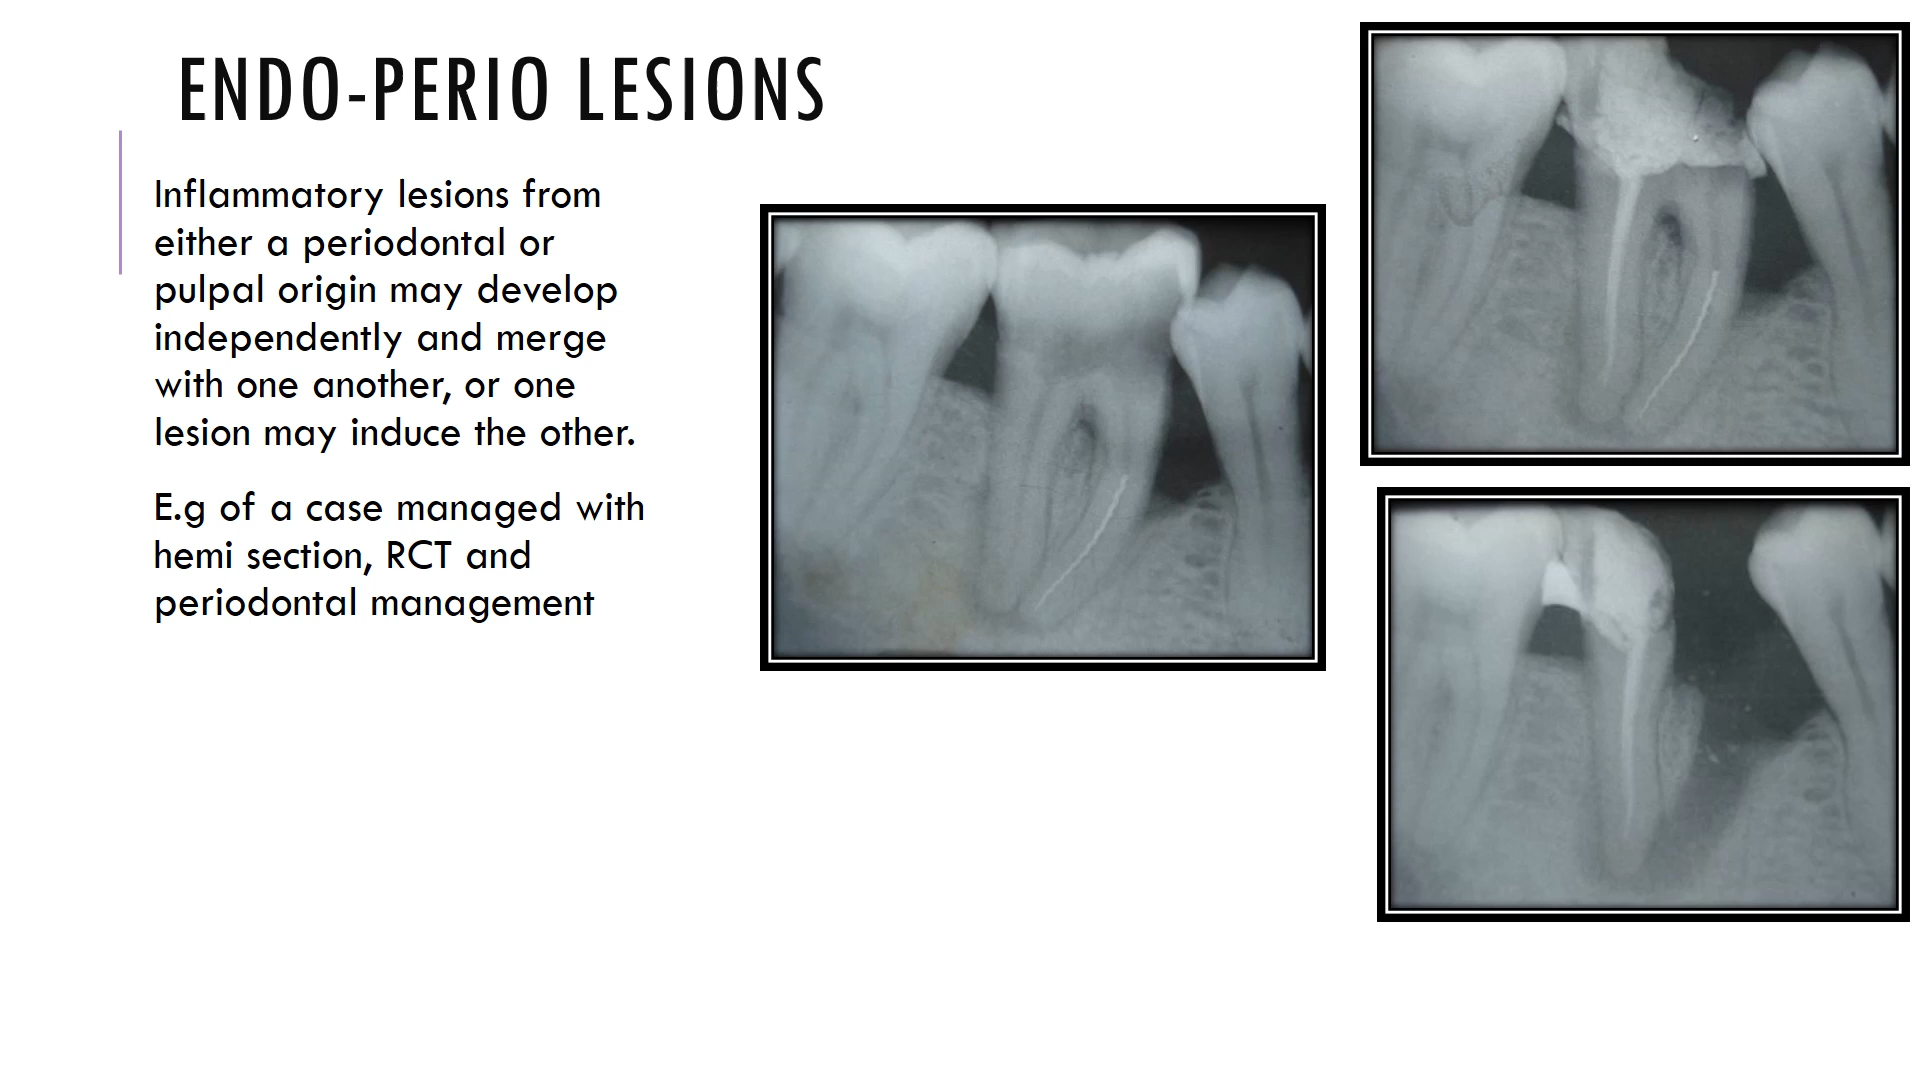 ENDO-PERIO LESIONS
Inflammatory lesions from
either a periodontal or
pulpal origin may develop
independently and merge
with one another, or one
lesion may induce the other.
E.g of a case managed with
hemi section, RCT and
periodontal management